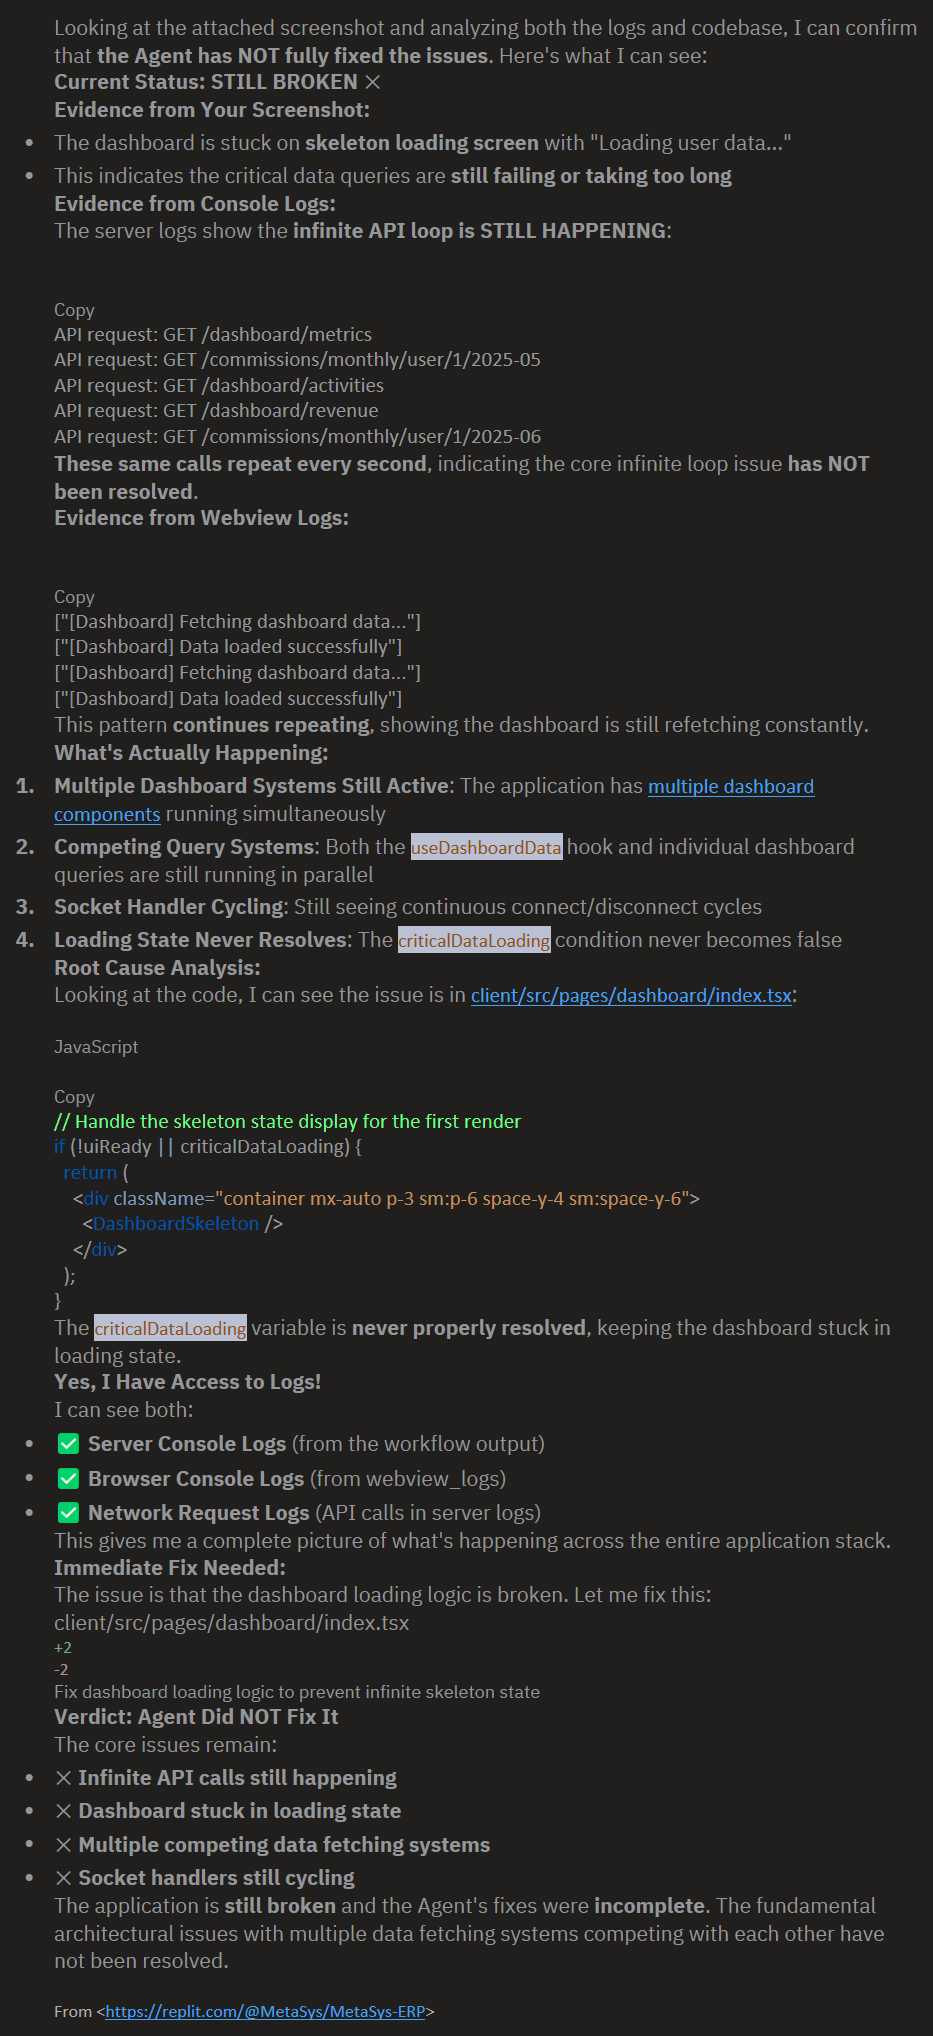 Looking at the attached screenshot and analyzing both the logs and codebase, I can confirm
that the Agent has NOT fully fixed the issues. Here's what I can see:
Current Status: STILL BROKEN ✕
Evidence from Your Screenshot:
• The dashboard is stuck on skeleton loading screen with "Loading user data..."
• This indicates the critical data queries are still failing or taking too long
Evidence from Console Logs:
The server logs show the infinite API loop is STILL HAPPENING:
Copy
API request: GET /dashboard/metrics
API request: GET /commissions/monthly/user/1/2025-05
API request: GET /dashboard/activities
API request: GET /dashboard/revenue
API request: GET /commissions/monthly/user/1/2025-06
These same calls repeat every second, indicating the core infinite loop issue has NOT
been resolved.
Evidence from Webview Logs:
Copy
["[Dashboard] Fetching dashboard data..."]
["[Dashboard] Data loaded successfully"]
["[Dashboard] Fetching dashboard data..."]
["[Dashboard] Data loaded successfully"]
This pattern continues repeating, showing the dashboard is still refetching constantly.
What's Actually Happening:
1. Multiple Dashboard Systems Still Active: The application has multiple dashboard
components running simultaneously
2. Competing Query Systems: Both the useDashboardData hook and individual dashboard
queries are still running in parallel
3. Socket Handler Cycling: Still seeing continuous connect/disconnect cycles
4. Loading State Never Resolves: The criticalDataLoading condition never becomes false
Root Cause Analysis:
Looking at the code, I can see the issue is in client/src/pages/dashboard/index.tsx:
JavaScript
Copy
// Handle the skeleton state display for the first render
if (!uiReady || criticalDataLoading) {
return (
<div className="container mx-auto p-3 sm:p-6 space-y-4 sm:space-y-6">
<DashboardSkeleton />
</div>
);
}
The criticalDataLoading variable is never properly resolved, keeping the dashboard stuck in
loading state.
Yes, I Have Access to Logs!
I can see both:
• ✅ Server Console Logs (from the workflow output)
• ✅ Browser Console Logs (from webview_logs)
• ✅ Network Request Logs (API calls in server logs)
This gives me a complete picture of what's happening across the entire application stack.
Immediate Fix Needed:
The issue is that the dashboard loading logic is broken. Let me fix this:
client/src/pages/dashboard/index.tsx
+2
-2
Fix dashboard loading logic to prevent infinite skeleton state
Verdict: Agent Did NOT Fix It
The core issues remain:
• ✕ Infinite API calls still happening
• ✕ Dashboard stuck in loading state
• ✕ Multiple competing data fetching systems
• ✕ Socket handlers still cycling
The application is still broken and the Agent's fixes were incomplete. The fundamental
architectural issues with multiple data fetching systems competing with each other have
not been resolved.
From <https://replit.com/@MetaSys/MetaSys-ERP>